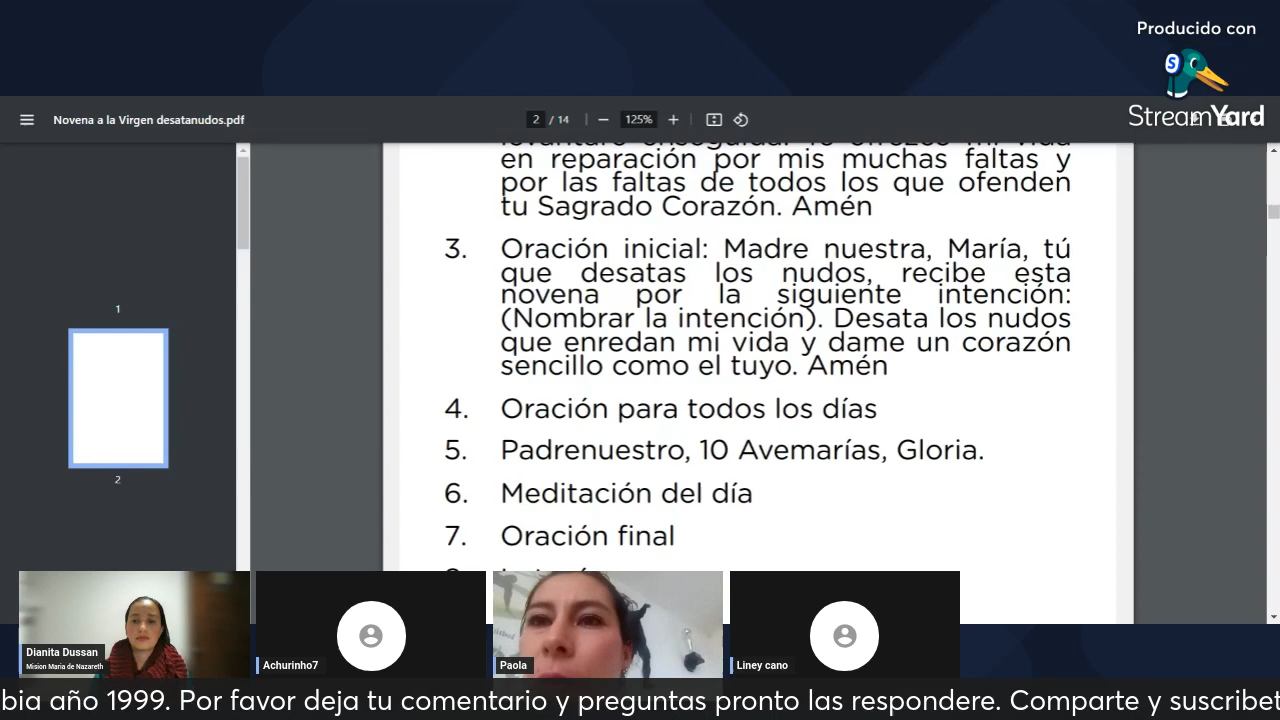 Producido con
StreamYard
Novena a la Virgen desatanudos.pdf
2 / 14
125%
en reparación por mis muchas faltas y
por las faltas de todos los que ofenden
tu Sagrado Corazón. Amén
3. Oración inicial: Madre nuestra, María, tú
que desatas los nudos, recibe esta
novena por la siguiente intención:
(Nombrar la intención). Desata los nudos
que enredan mi vida y dame un corazón
sencillo como el tuyo. Amén
4. Oración para todos los días
5. Padrenuestro, 10 Avemarías, Gloria.
6. Meditación del día
7. Oración final
1
2
Dianita Dussan
Mision Maria de Nazareth
Achurinho7
Paola
Liney cano
bia año 1999. Por favor deja tu comentario y preguntas pronto las respondere. Comparte y suscribet